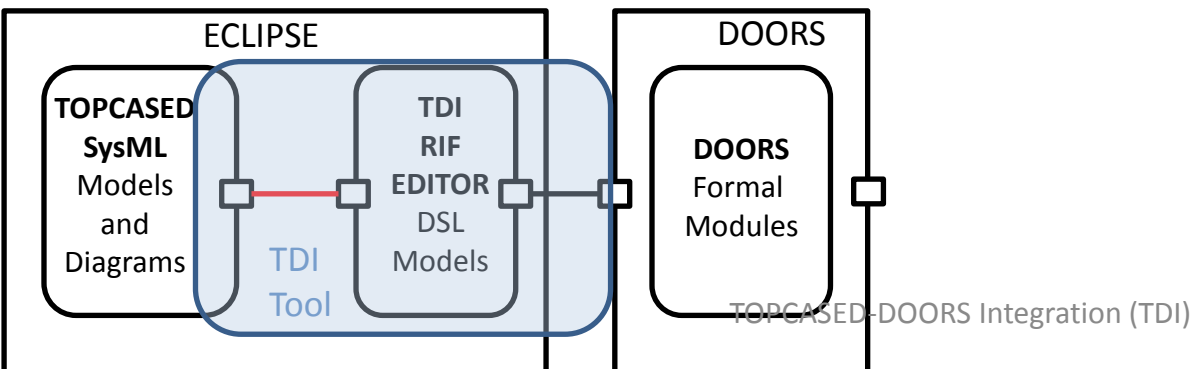 ECLIPSE
DOORS
TOPCASED
SysML
Models
and
Diagrams
TDI
RIF
EDITOR
DSL
Models
TDI
Tool
DOORS
Formal
Modules
TOPCASED-DOORS Integration (TDI)